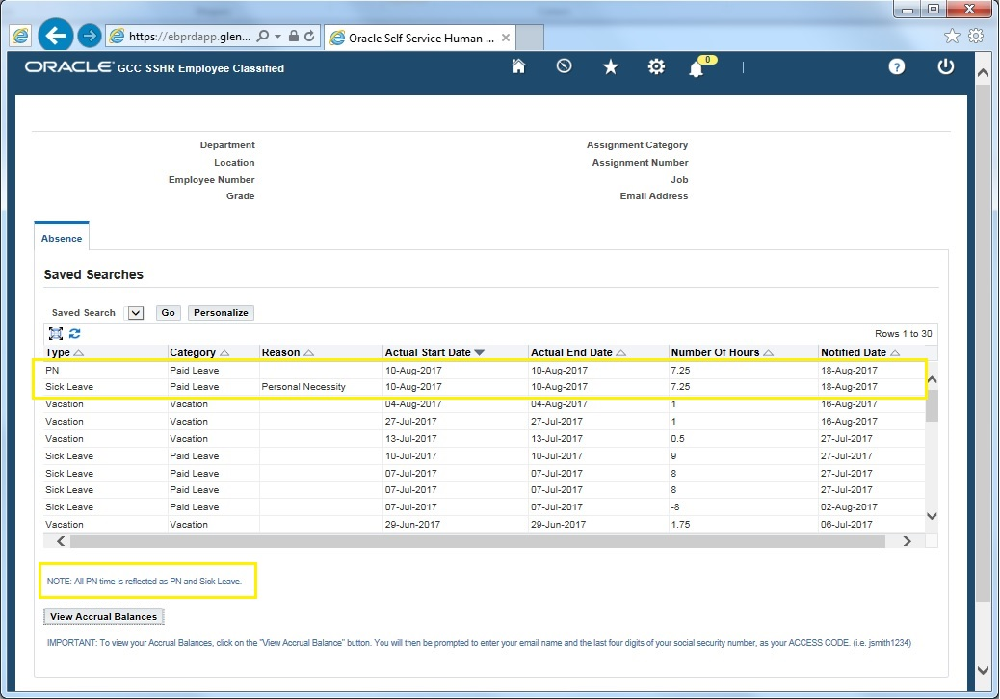 https://ebprdapp.glen...
Oracle Self Service Human ...
ORACLE GCC SSHR Employee Classified
0
?
Department
Assignment Category
Location
Assignment Number
Employee Number
Job
Grade
Email Address
Absence
Saved Searches
Saved Search Go Personalize
Rows 1 to 30
Type Category Reason Actual Start Date Actual End Date Number Of Hours Notified Date
PN Paid Leave 10-Aug-2017 10-Aug-2017 7.25 18-Aug-2017
Sick Leave Paid Leave Personal Necessity 10-Aug-2017 10-Aug-2017 7.25 18-Aug-2017
Vacation Vacation 04-Aug-2017 04-Aug-2017 1 16-Aug-2017
Vacation Vacation 27-Jul-2017 27-Jul-2017 1 16-Aug-2017
Vacation Vacation 13-Jul-2017 13-Jul-2017 0.5 27-Jul-2017
Sick Leave Paid Leave 10-Jul-2017 10-Jul-2017 9 27-Jul-2017
Sick Leave Paid Leave 07-Jul-2017 07-Jul-2017 8 27-Jul-2017
Sick Leave Paid Leave 07-Jul-2017 07-Jul-2017 8 27-Jul-2017
Sick Leave Paid Leave 07-Jul-2017 07-Jul-2017 -8 02-Aug-2017
Vacation Vacation 29-Jun-2017 29-Jun-2017 1.75 06-Jul-2017
NOTE: All PN time is reflected as PN and Sick Leave.
View Accrual Balances
IMPORTANT: To view your Accrual Balances, click on the "View Accrual Balance" button. You will then be prompted to enter your email name and the last four digits of your social security number, as your ACCESS CODE. (i.e. jsmith1234)